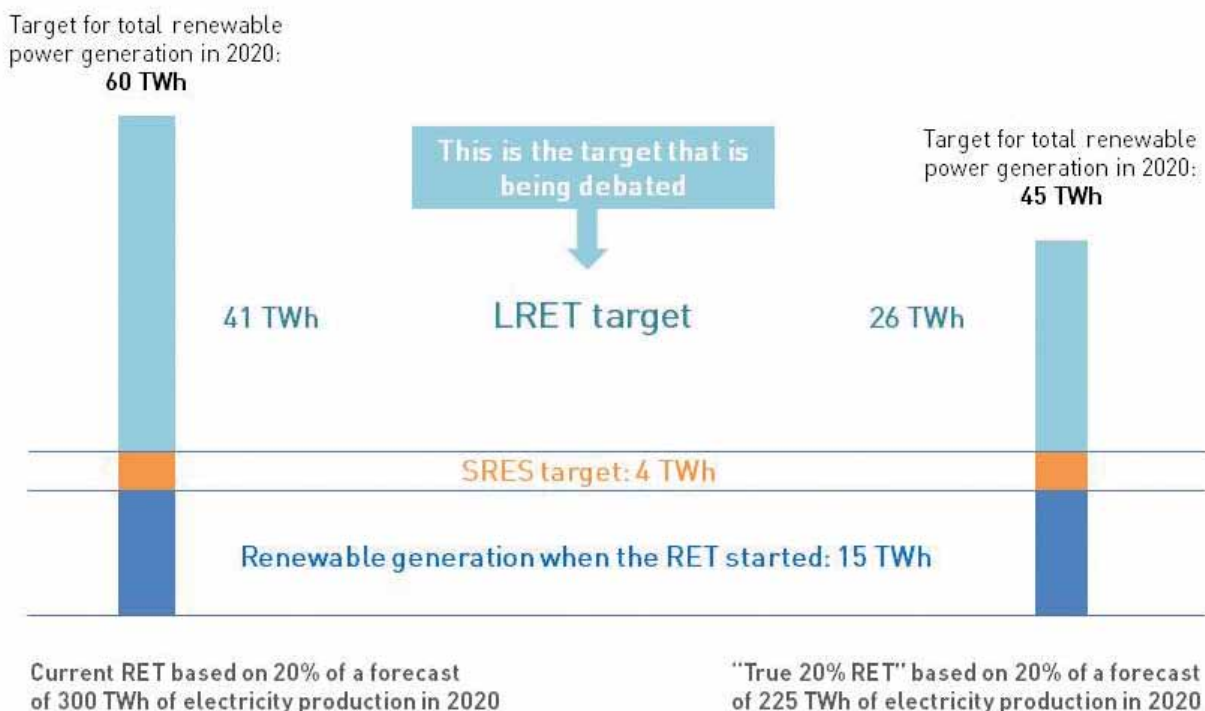 Target for total renewable
power generation in 2020:
60 TWh
This is the target that is
being debated
Target for total renewable
power generation in 2020:
45 TWh
41 TWh
LRET target
26 TWh
SRES target: 4 TWh
Renewable generation when the RET started: 15 TWh
Current RET based on 20% of a forecast
of 300 TWh of electricity production in 2020
"True 20% RET" based on 20% of a forecast
of 225 TWh of electricity production in 2020